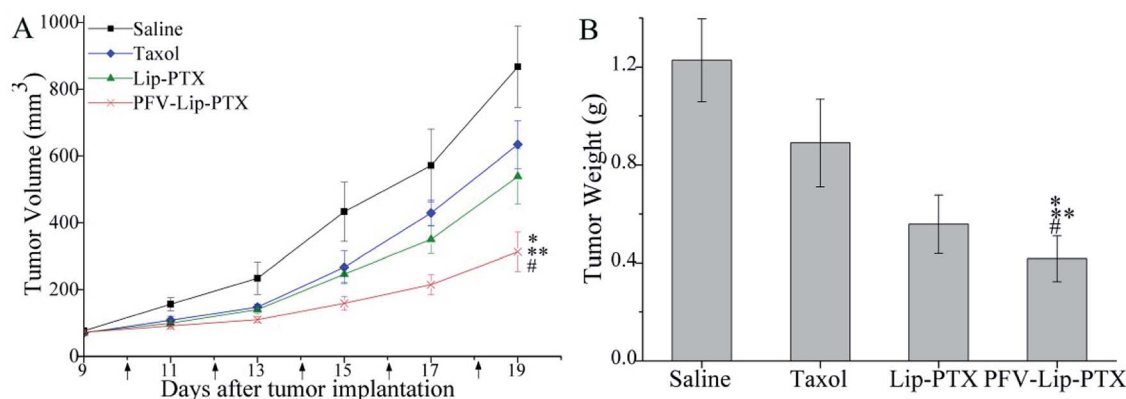 A
Saline
Taxol
Lip-PTX
PFV-Lip-PTX
Tumor Volume (mm³)
1000
800
600
400
200
0
*
**
#
9 11 13 15 17 19
Days after tumor implantation
B
Tumor Weight (g)
1.2
0.8
0.4
0.0
*
**
#
Saline Taxol Lip-PTX PFV-Lip-PTX